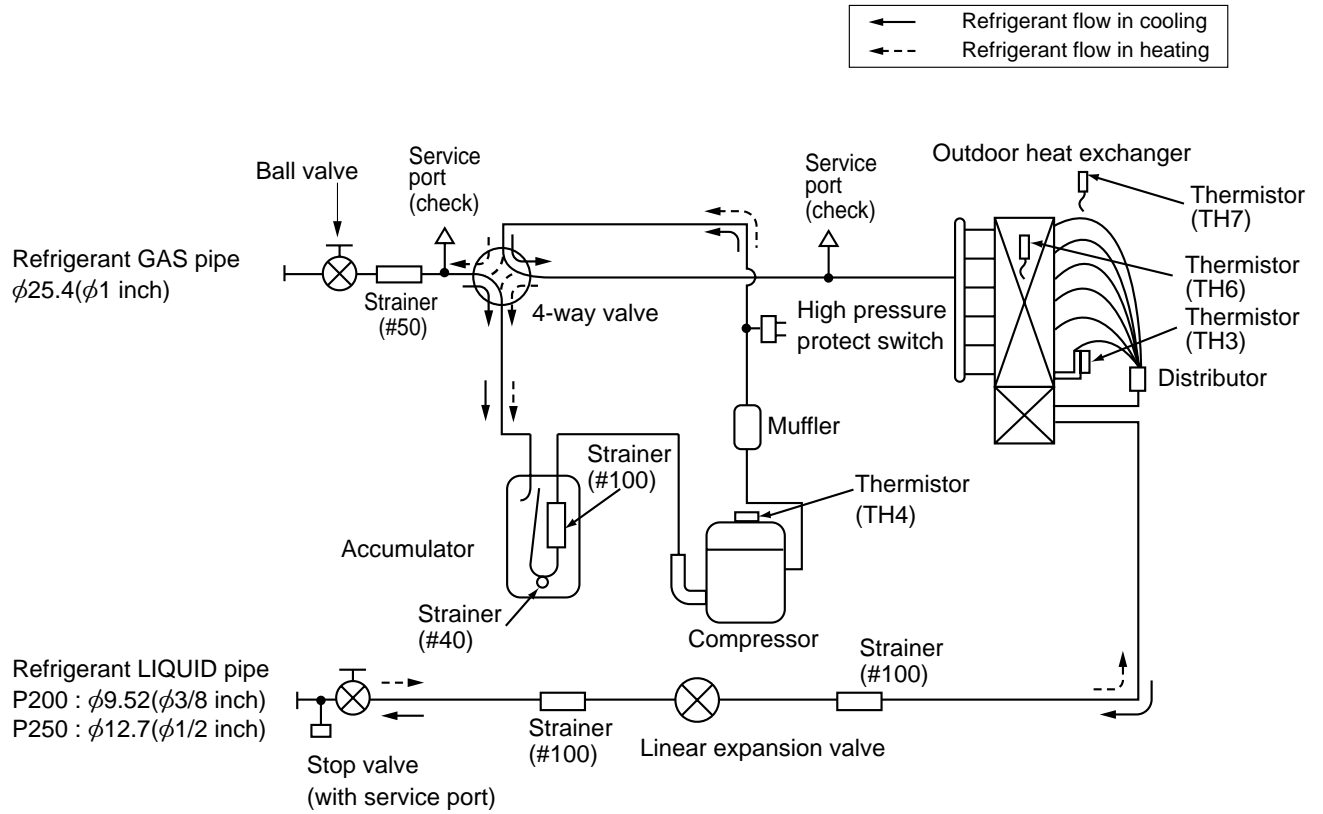 Refrigerant flow in cooling
Refrigerant flow in heating
Ball valve
Service
port
(check)
Service
port
(check)
Outdoor heat exchanger
Thermistor
(TH7)
Refrigerant GAS pipe
ϕ25.4(ϕ1 inch)
Strainer
(#50)
4-way valve
High pressure
protect switch
Thermistor
(TH6)
Thermistor
(TH3)
Distributor
Muffler
Strainer
(#100)
Thermistor
(TH4)
Accumulator
Strainer
(#40)
Compressor
Refrigerant LIQUID pipe
P200 : ϕ9.52(ϕ3/8 inch)
P250 : ϕ12.7(ϕ1/2 inch)
Strainer
(#100)
Strainer
(#100)
Linear expansion valve
Stop valve
(with service port)